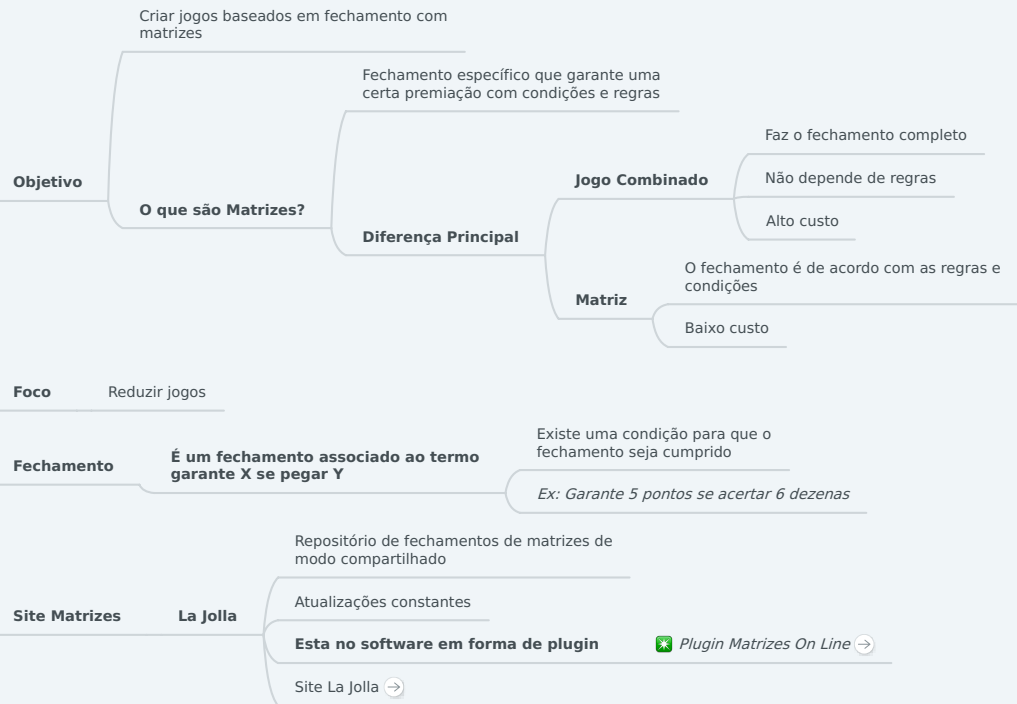 Criar jogos baseados em fechamento com
matrizes
Fechamento específico que garante uma
certa premiação com condições e regras
Faz o fechamento completo
Objetivo
Jogo Combinado
Não depende de regras
O que são Matrizes?
Alto custo
Diferença Principal
O fechamento é de acordo com as regras e
condições
Matriz
Baixo custo
Foco
Reduzir jogos
Existe uma condição para que o
fechamento seja cumprido
Fechamento
É um fechamento associado ao termo
garante X se pegar Y
Ex: Garante 5 pontos se acertar 6 dezenas
Repositório de fechamentos de matrizes de
modo compartilhado
Atualizações constantes
Site Matrizes
La Jolla
Esta no software em forma de plugin
Plugin Matrizes On Line
Site La Jolla